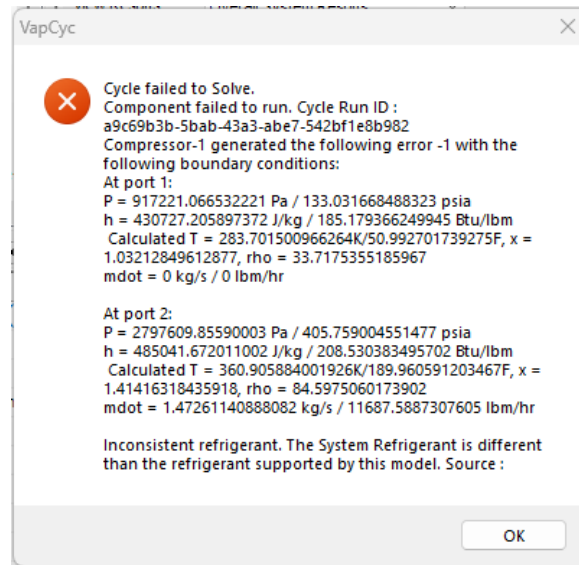 VapCyc
Cycle failed to Solve.
Component failed to run. Cycle Run ID :
a9c69b3b-5bab-43a3-abe7-542bf1e8b982
Compressor-1 generated the following error -1 with the
following boundary conditions:
At port 1:
P = 917221.066532221 Pa / 133.031668488323 psia
h = 430727.205897372 J/kg / 185.179366249945 Btu/lbm
Calculated T = 283.701500966264K/50.992701739275F, x =
1.03212849612877, rho = 33.7175355185967
mdot = 0 kg/s / 0 lbm/hr
At port 2:
P = 2797609.85590003 Pa / 405.759004551477 psia
h = 485041.672011002 J/kg / 208.530383495702 Btu/lbm
Calculated T = 360.905884001926K/189.960591203467F, x =
1.41416318435918, rho = 84.5975060173902
mdot = 1.47261140888082 kg/s / 11687.5887307605 lbm/hr
Inconsistent refrigerant. The System Refrigerant is different
than the refrigerant supported by this model. Source :
OK